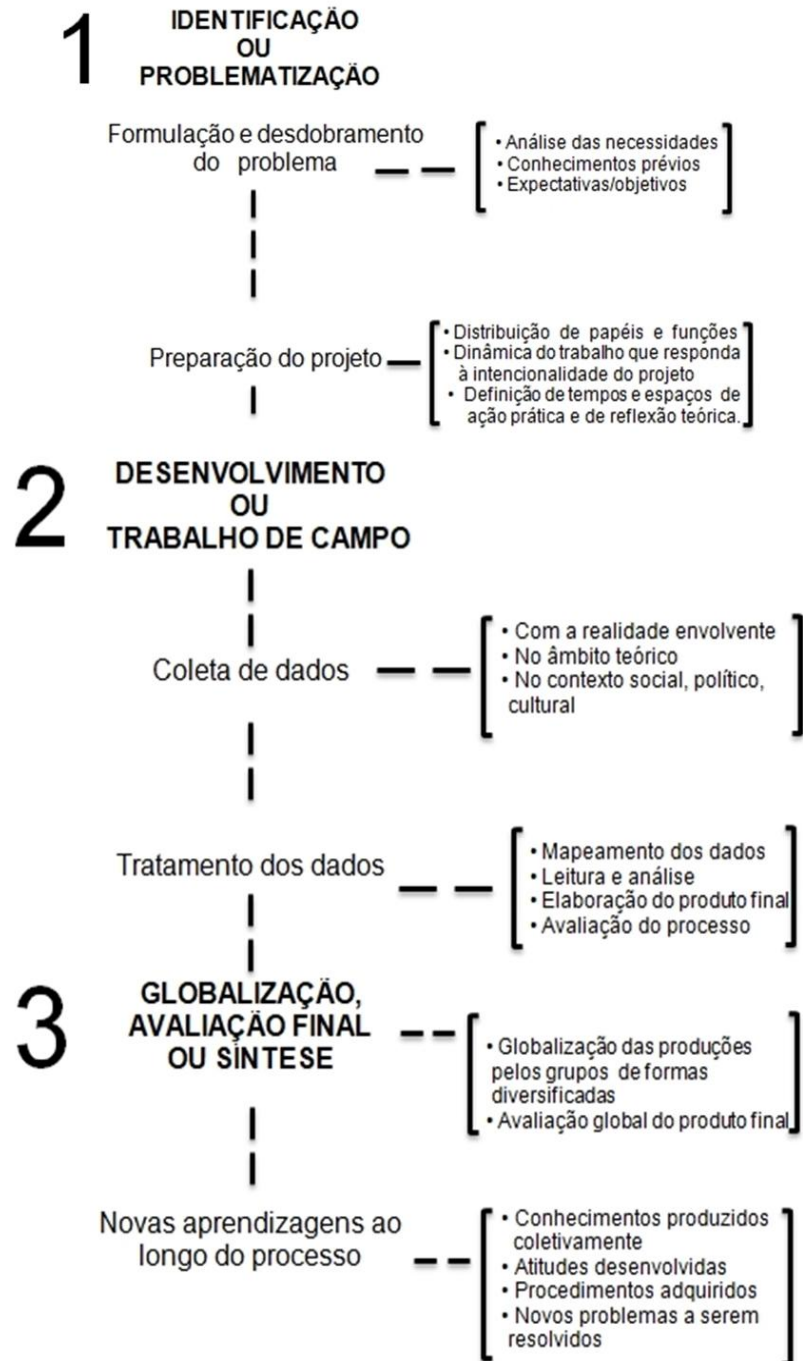 1
IDENTIFICAÇÃO
OU
PROBLEMATIZAÇÃO
Formulação e desdobramento
do problema
• Análise das necessidades
• Conhecimentos prévios
• Expectativas/objetivos
Preparação do projeto
• Distribuição de papéis e funções
• Dinâmica do trabalho que responda
à intencionalidade do projeto
• Definição de tempos e espaços de
ação prática e de reflexão teórica.
2
DESENVOLVIMENTO
OU
TRABALHO DE CAMPO
Coleta de dados
• Com a realidade envolvente
• No âmbito teórico
• No contexto social, político,
cultural
Tratamento dos dados
• Mapeamento dos dados
• Leitura e análise
• Elaboração do produto final
• Avaliação do processo
3
GLOBALIZAÇÃO,
AVALIAÇÃO FINAL
OU SÍNTESE
• Globalização das produções
pelos grupos de formas
diversificadas
• Avaliação global do produto final
Novas aprendizagens ao
longo do processo
• Conhecimentos produzidos
coletivamente
• Atitudes desenvolvidas
• Procedimentos adquiridos
• Novos problemas a serem
resolvidos